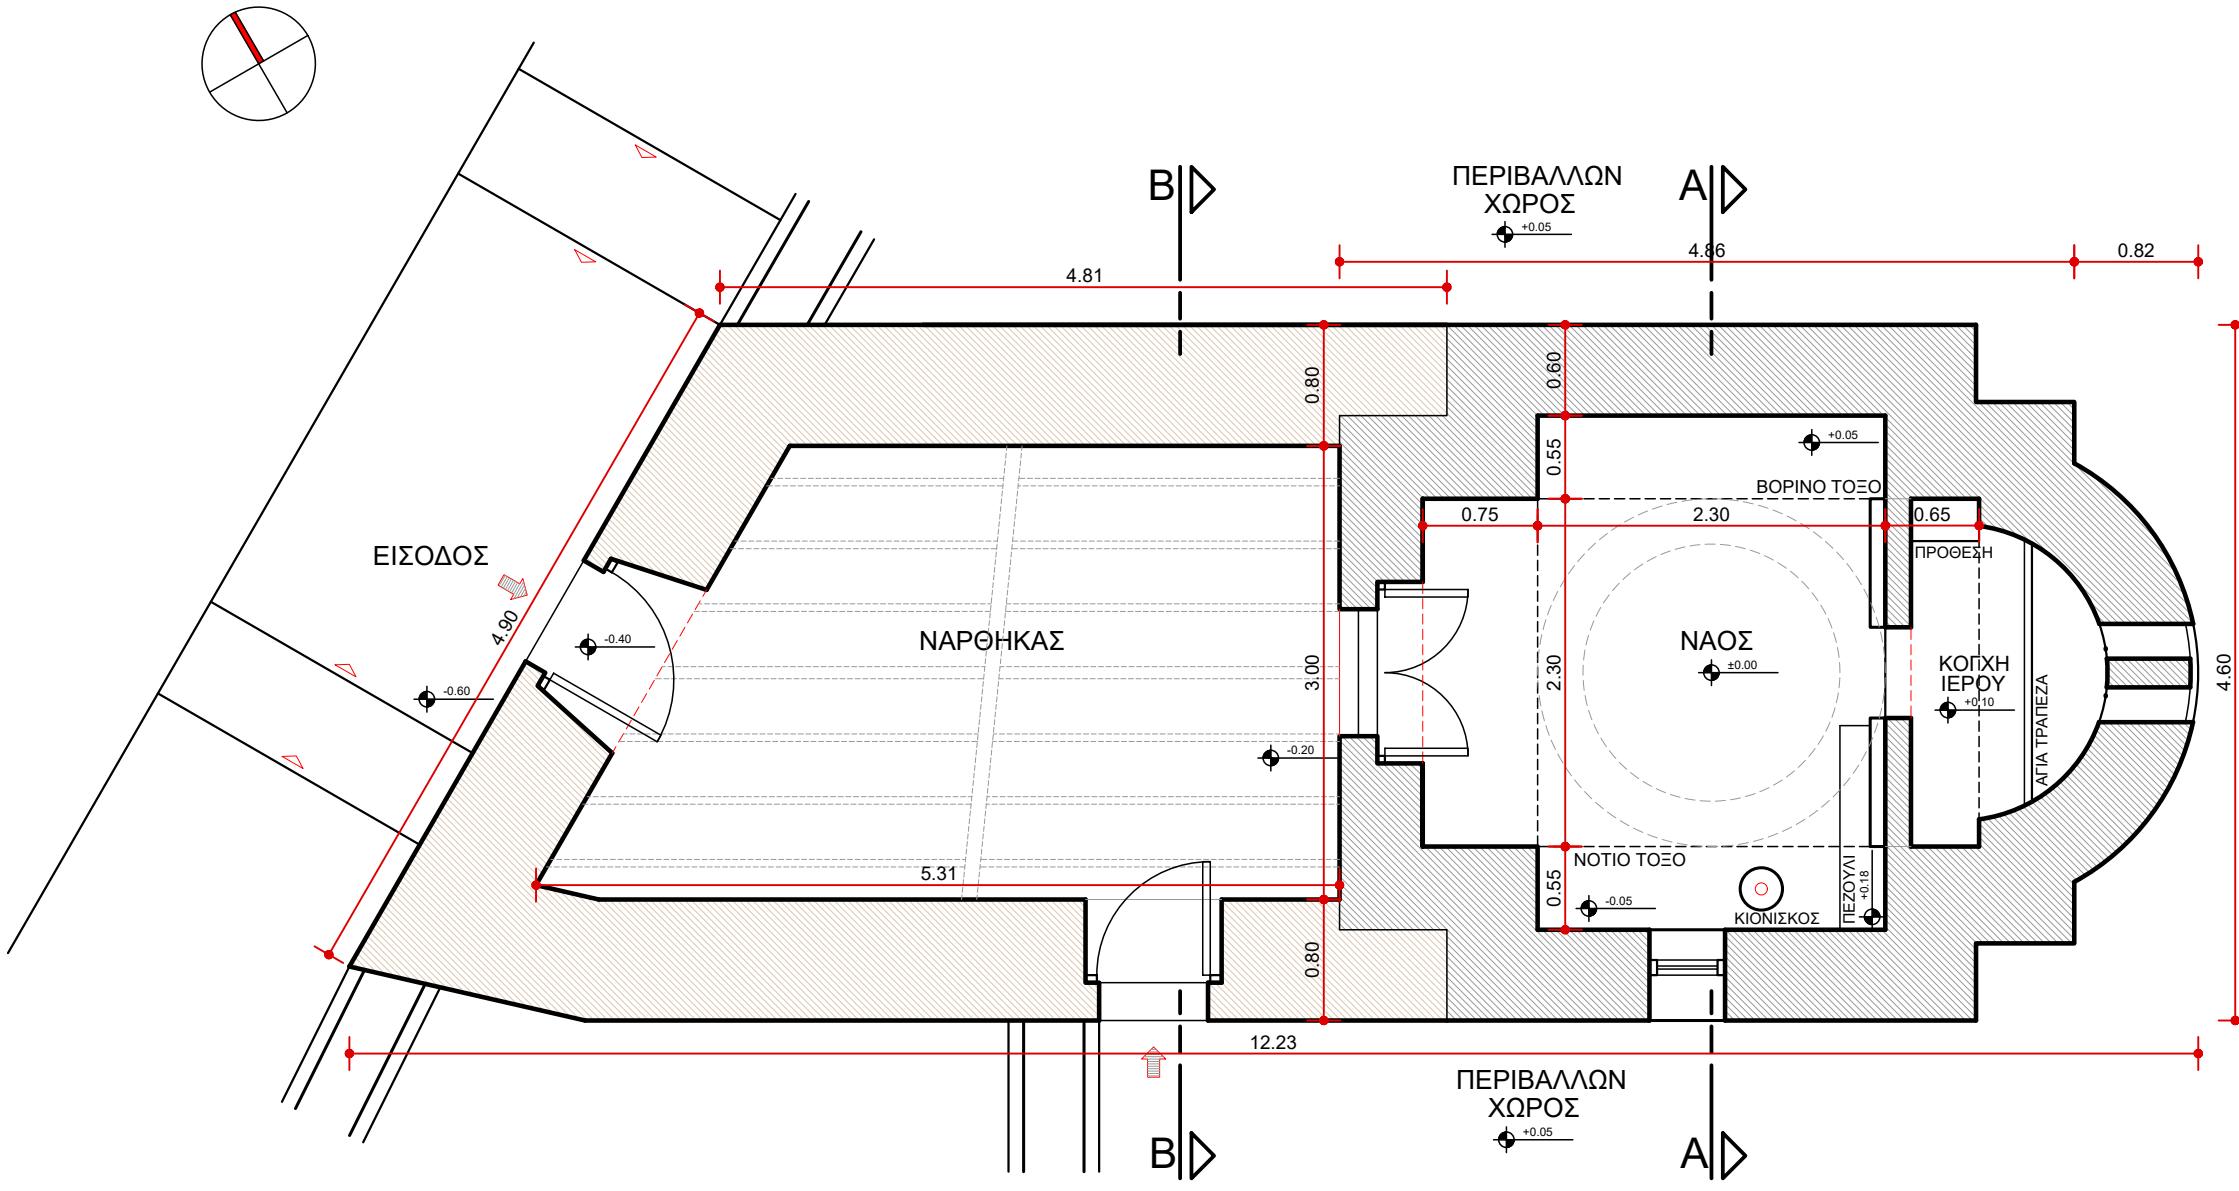 Β
Α
ΠΕΡΙΒΑΛΛΩΝ
ΧΩΡΟΣ
+0.05
4.86
0.82
4.81
0.80
0.60
0.55
+0.05
ΒΟΡΙΝΟ ΤΟΞΟ
0.75
2.30
0.65
ΠΡΟΘΕΣΗ
ΕΙΣΟΔΟΣ
4.90
-0.40
-0.60
ΝΑΡΘΗΚΑΣ
3.00
-0.20
2.30
ΝΑΟΣ
±0.00
ΚΟΓΧΗ
ΙΕΡΟΥ
+0.10
ΑΓΙΑ ΤΡΑΠΕΖΑ
4.60
5.31
ΝΟΤΙΟ ΤΟΞΟ
0.55
-0.05
ΚΙΟΝΙΣΚΟΣ
ΠΕΖΟΥΛΙ
+0.18
0.80
12.23
ΠΕΡΙΒΑΛΛΩΝ
ΧΩΡΟΣ
+0.05
Β
Α